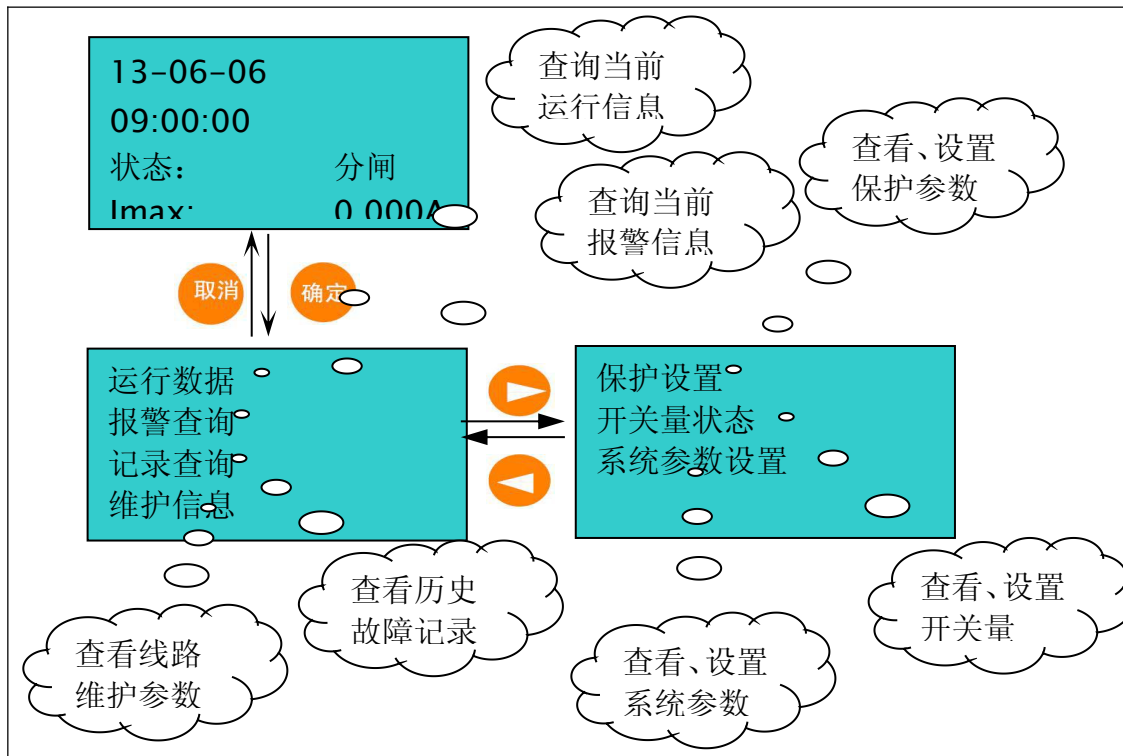 13-06-06
09:00:00
状态： 分闸
Imax: 0.000A
查询当前
运行信息
查询当前
报警信息
查看、设置
保护参数
取消
确定
运行数据
报警查询
记录查询
维护信息
保护设置
开关量状态
系统参数设置
查看线路
维护参数
查看历史
故障记录
查看、设置
系统参数
查看、设置
开关量